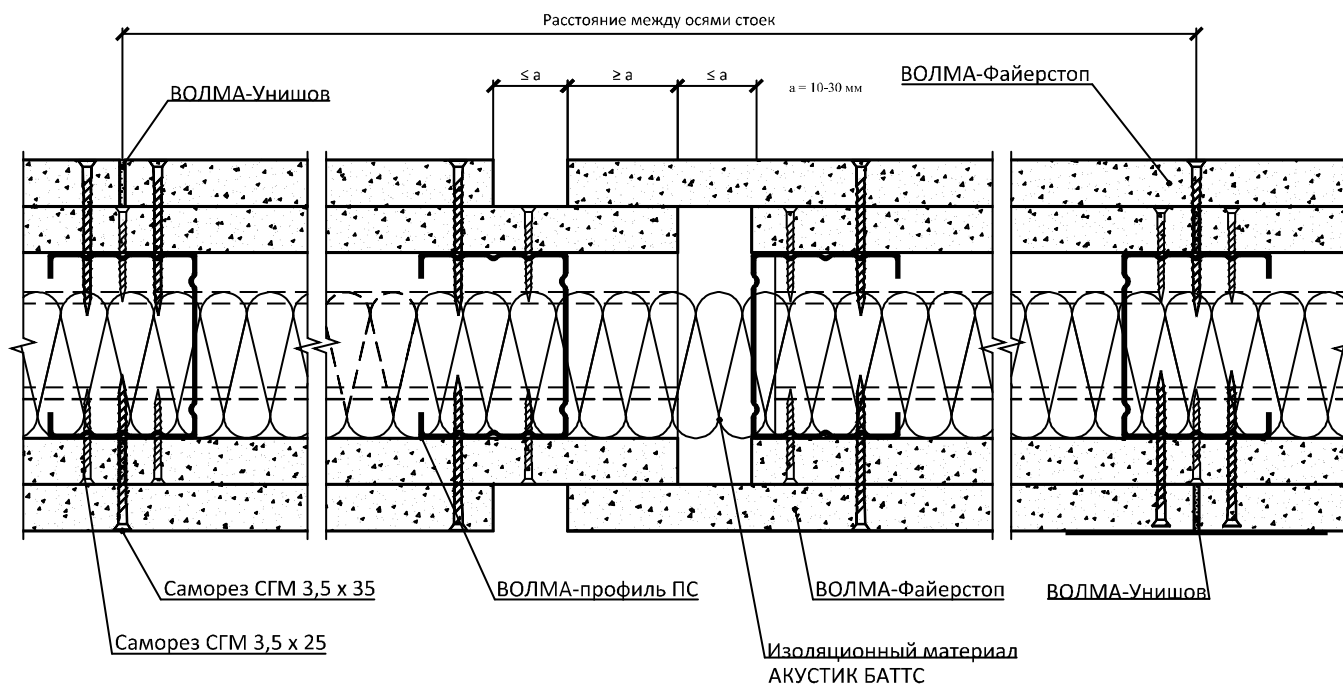 Расстояние между осями стоек
≤ а
≥ а
≤ а
а = 10-30 мм
ВОЛМА-Унишов
ВОЛМА-Файерстоп
Саморез СГМ 3,5 х 35
ВОЛМА-профиль ПС
ВОЛМА-Файерстоп
ВОЛМА-Унишов
Саморез СГМ 3,5 х 25
Изоляционный материал
АКУСТИК БАТТС